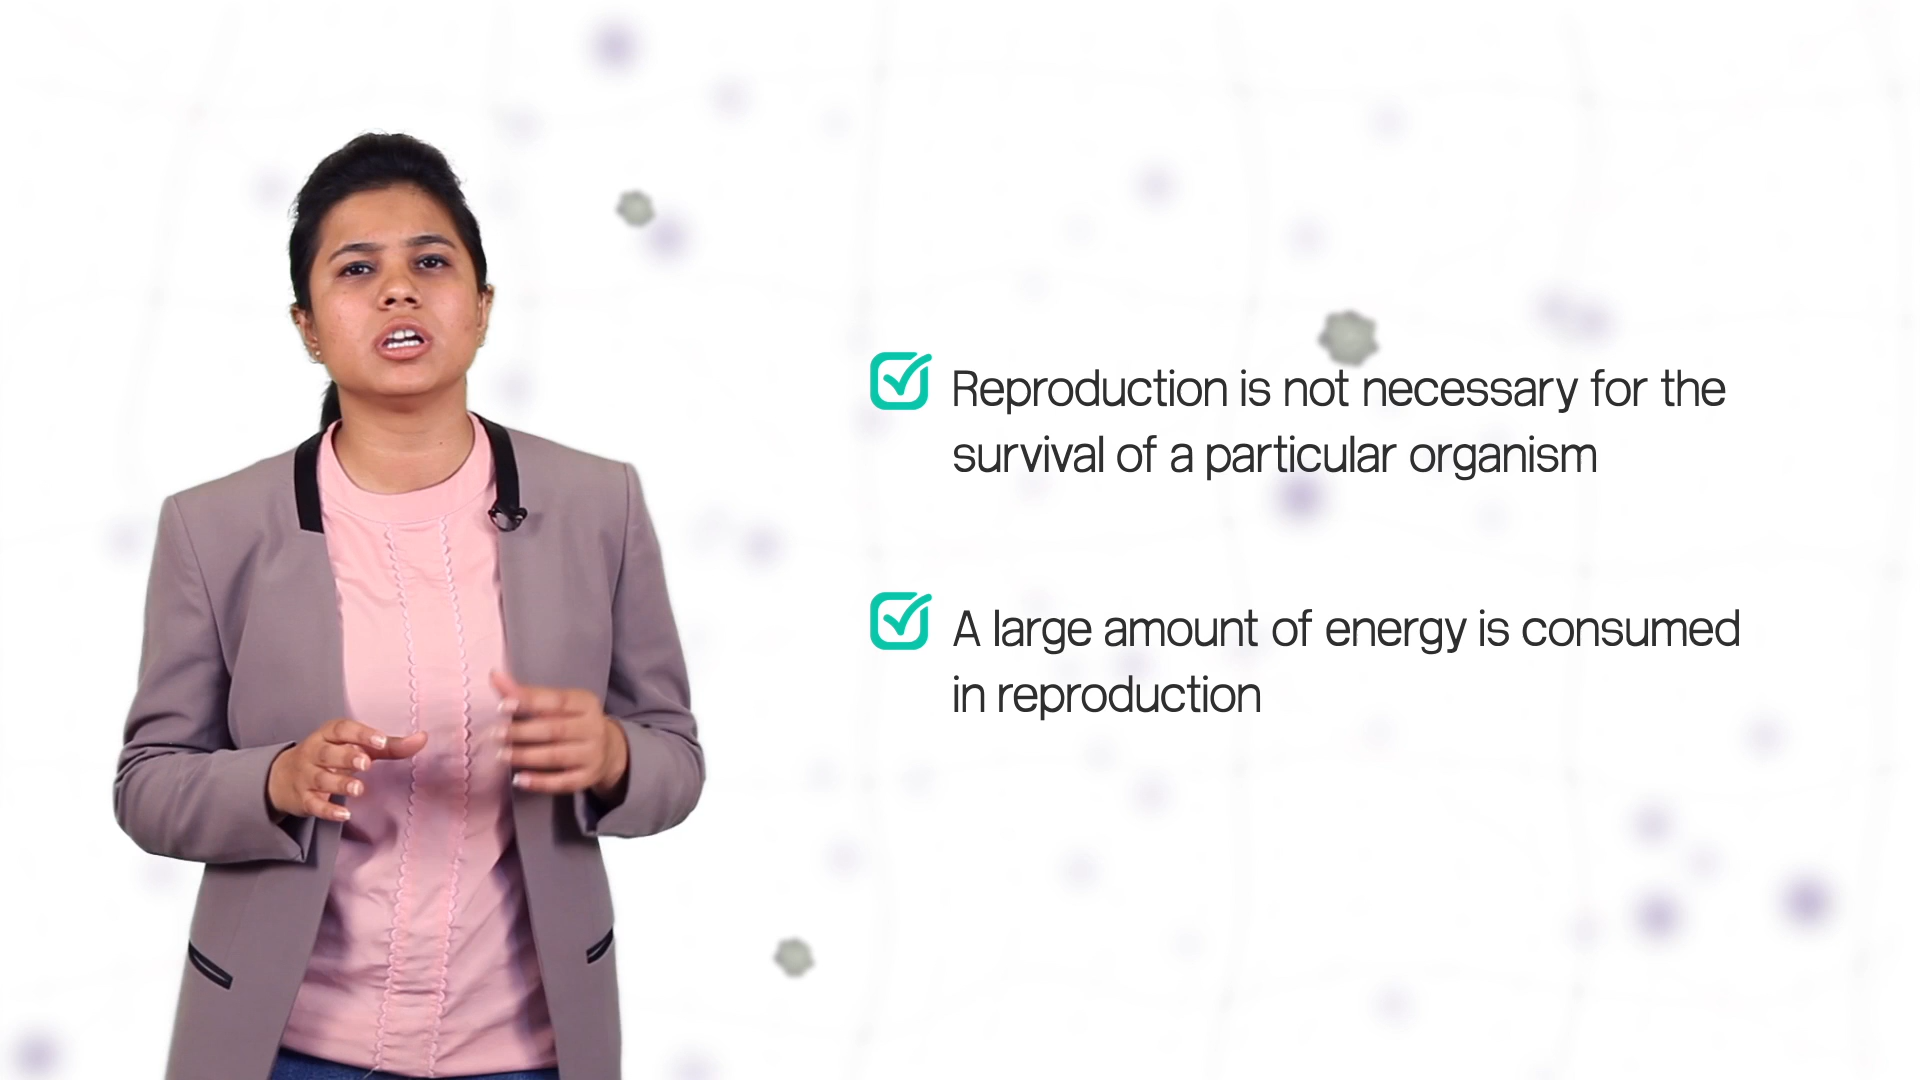 Reproduction is not necessary for the
survival of a particular organism
A large amount of energy is consumed
in reproduction